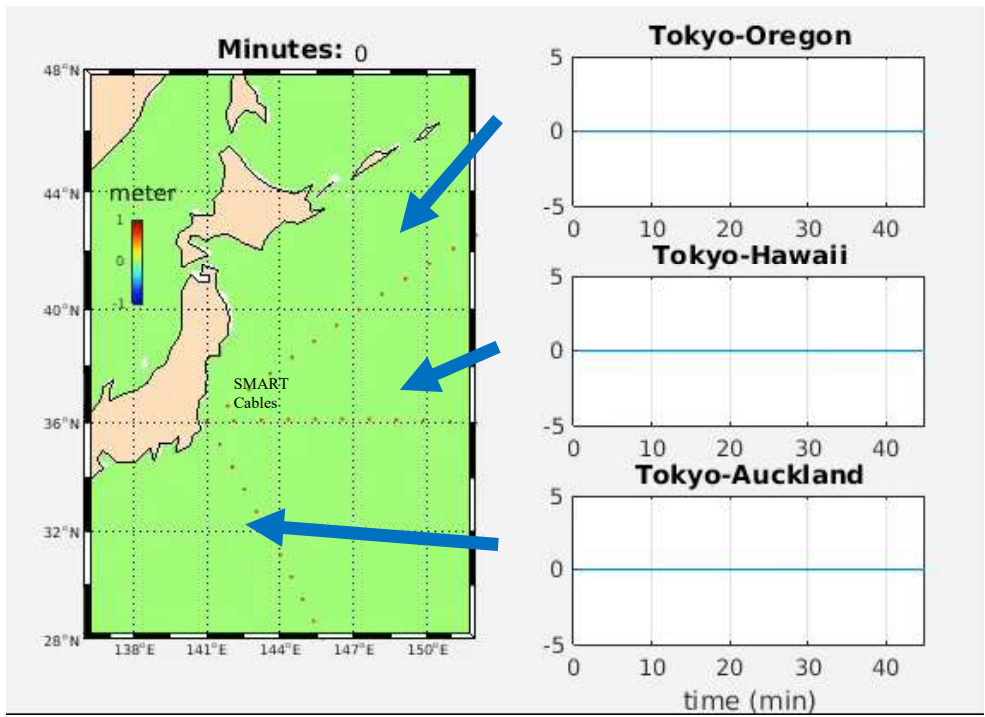 Minutes: 0
48°N
44°N
40°N
36°N
32°N
28°N
138°E
141°E
144°E
147°E
150°E
meter
1
0
-1
SMART
Cables
Tokyo-Oregon
5
0
-5
0
10
20
30
40
Tokyo-Hawaii
5
0
-5
0
10
20
30
40
Tokyo-Auckland
5
0
-5
0
10
20
30
40
time (min)